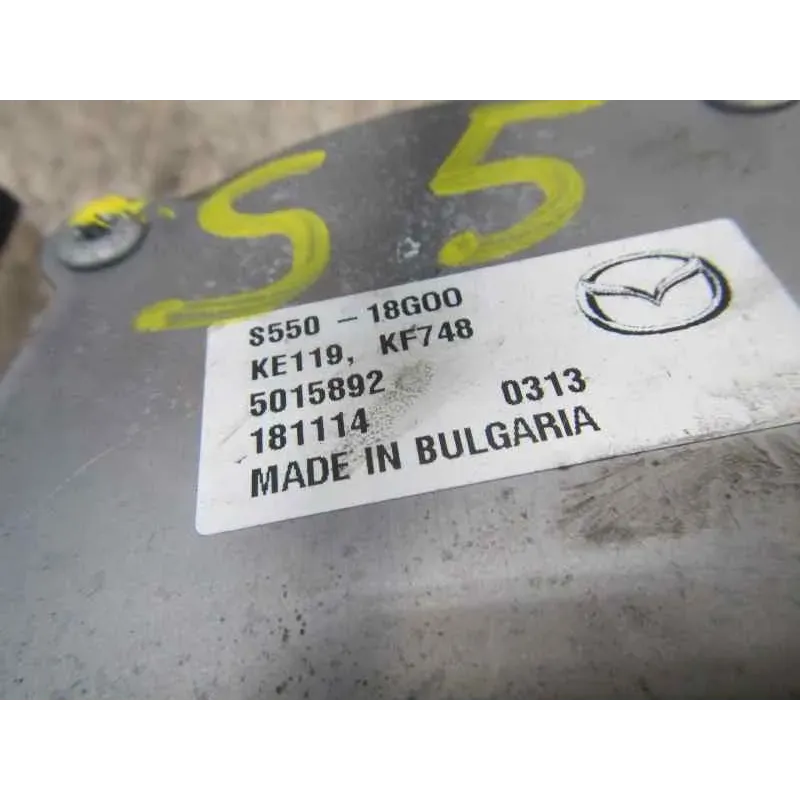 S5
S550 -18G00
KE119, KF748
5015892 0313
181114
MADE IN BULGARIA